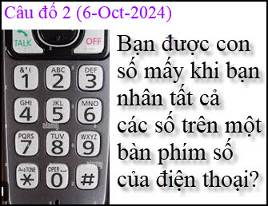 Câu đố 2 (6-Oct-2024)
Bạn được con
số mấy khi bạn
nhân tất cả
các số trên một
bàn phím số
của điện thoại?
TALK OFF
1 ABC 2 DEF 3
GHI 4 JKL 5 MNO 6
PQRS 7 TUV 8 WXYZ 9
TONE * OPER 0 #